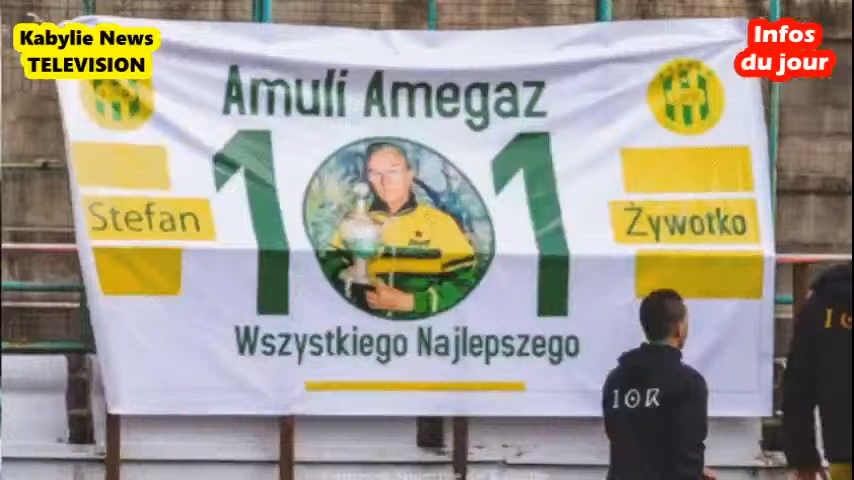 Kabylie News
TELEVISION
Infos
du jour
Amuli Amegaz
101
Stefan
Żywotko
Wszystkiego Najlepszego